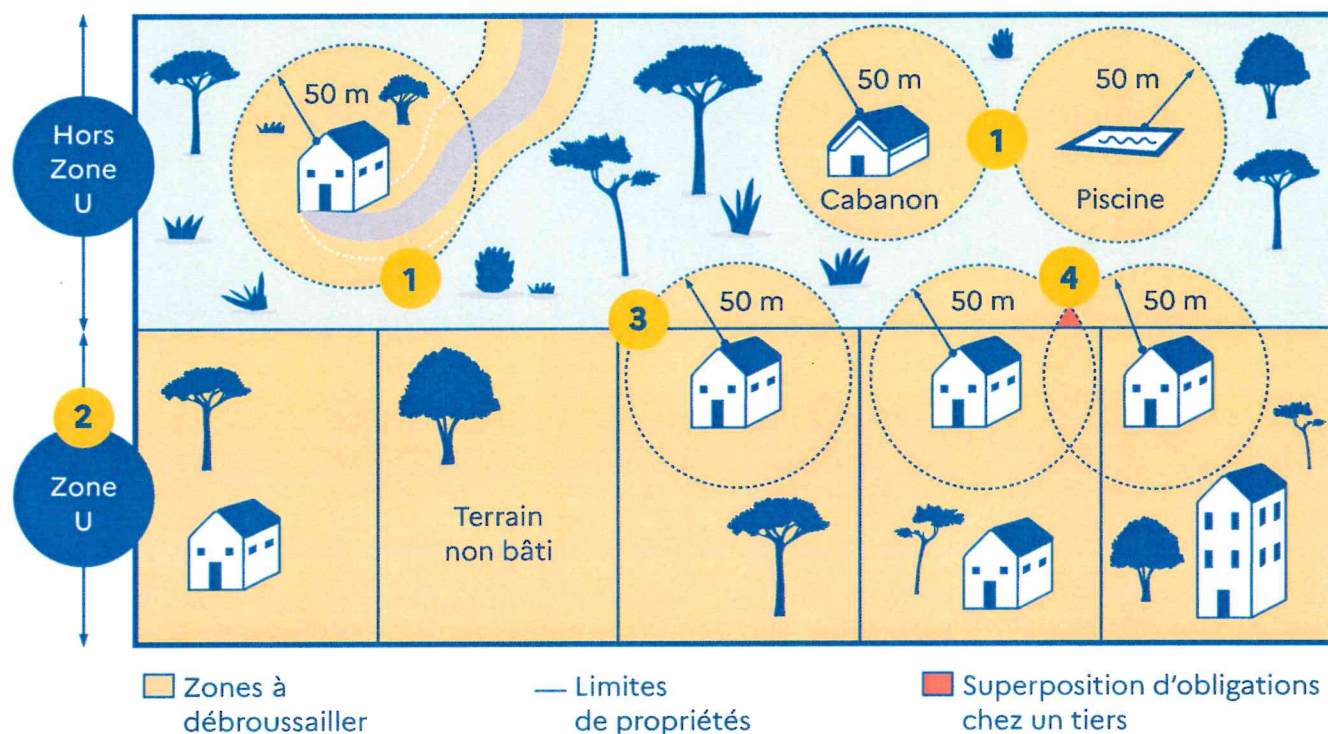 Hors
Zone
U
50 m
1
50 m
Cabanon
1
50 m
Piscine
3
50 m
50 m
4
50 m
2
Zone
U
Terrain
non bâti
Zones à
débroussailler
Limites
de propriétés
Superposition d'obligations
chez un tiers